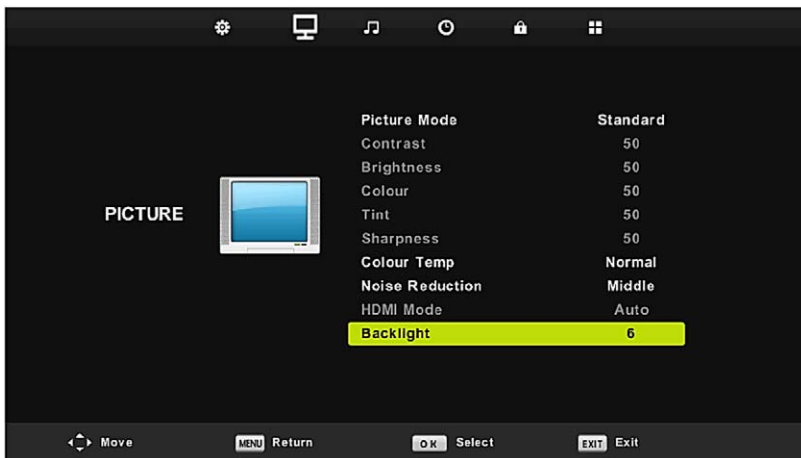 Picture Mode Standard
Contrast 50
Brightness 50
Colour 50
PICTURE
Tint 50
Sharpness 50
Colour Temp Normal
Noise Reduction Middle
HDMI Mode Auto
Backlight 6
Move MENU Return OK Select EXIT Exit